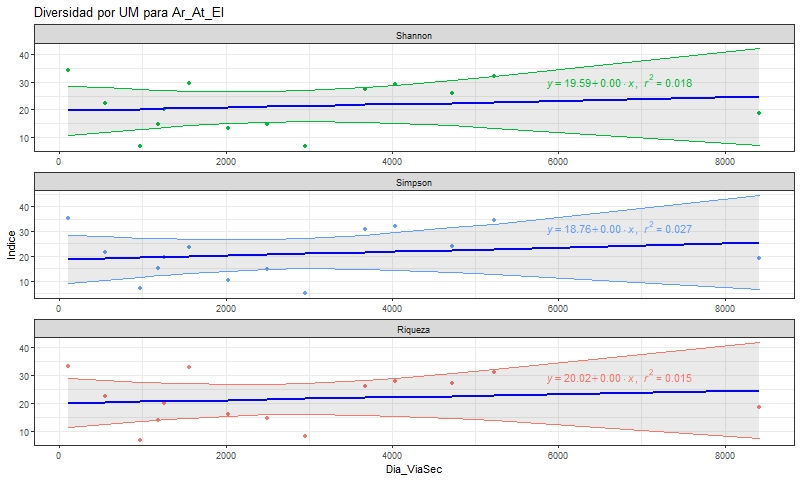 Diversidad por UM para Ar_At_El
Shannon
40
30
20
10
y = 19.59+0.00 · x, r² = 0.018
0 2000 4000 6000 8000
Simpson
40
30
20
10
y = 18.76+0.00 · x, r² = 0.027
0 2000 4000 6000 8000
Indice
Riqueza
40
30
20
10
y = 20.02+0.00 · x, r² = 0.015
0 2000 4000 6000 8000
Dia_ViaSec